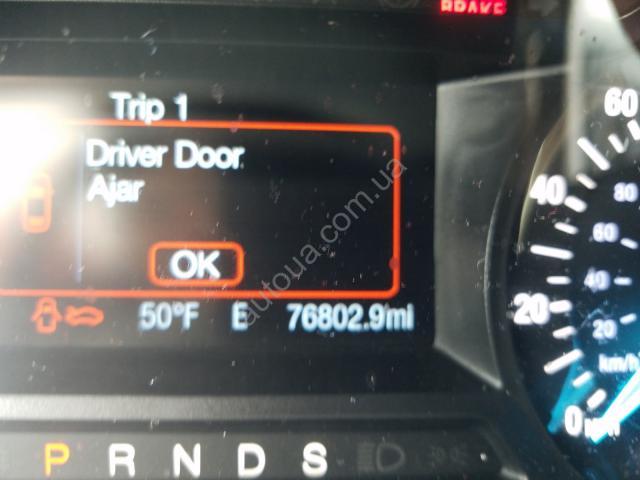 BRAKE
Trip 1
Driver Door
Ajar
OK
50°F E 76802.9mi
60
40
20
0
80
60
40
20
km/h
P R N D S
autoua.com.ua